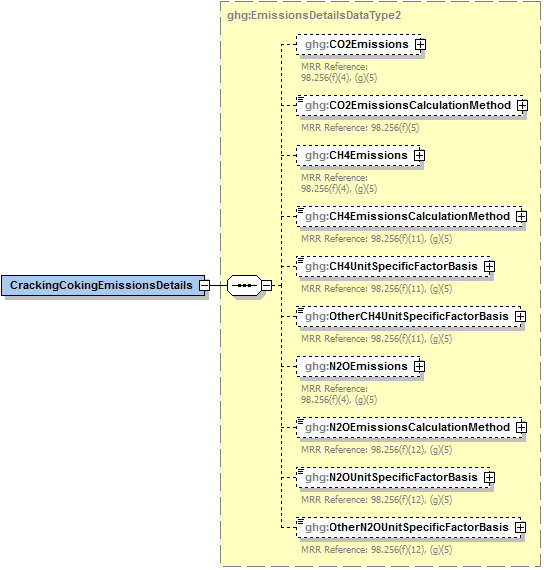 ghg:EmissionsDetailsDataType2
ghg:CO2Emissions
MRR Reference:
98.256(f)(4), (g)(5)
ghg:CO2EmissionsCalculationMethod
MRR Reference: 98.256(f)(5)
ghg:CH4Emissions
MRR Reference:
98.256(f)(4), (g)(5)
ghg:CH4EmissionsCalculationMethod
MRR Reference: 98.256(f)(11), (g)(5)
ghg:CH4UnitSpecificFactorBasis
MRR Reference: 98.256(f)(11), (g)(5)
CrackingCokingEmissionsDetails
ghg:OtherCH4UnitSpecificFactorBasis
MRR Reference: 98.256(f)(11), (g)(5)
ghg:N2OEmissions
MRR Reference:
98.256(f)(4), (g)(5)
ghg:N2OEmissionsCalculationMethod
MRR Reference: 98.256(f)(12), (g)(5)
ghg:N2OUnitSpecificFactorBasis
MRR Reference: 98.256(f)(12), (g)(5)
ghg:OtherN2OUnitSpecificFactorBasis
MRR Reference: 98.256(f)(12), (g)(5)